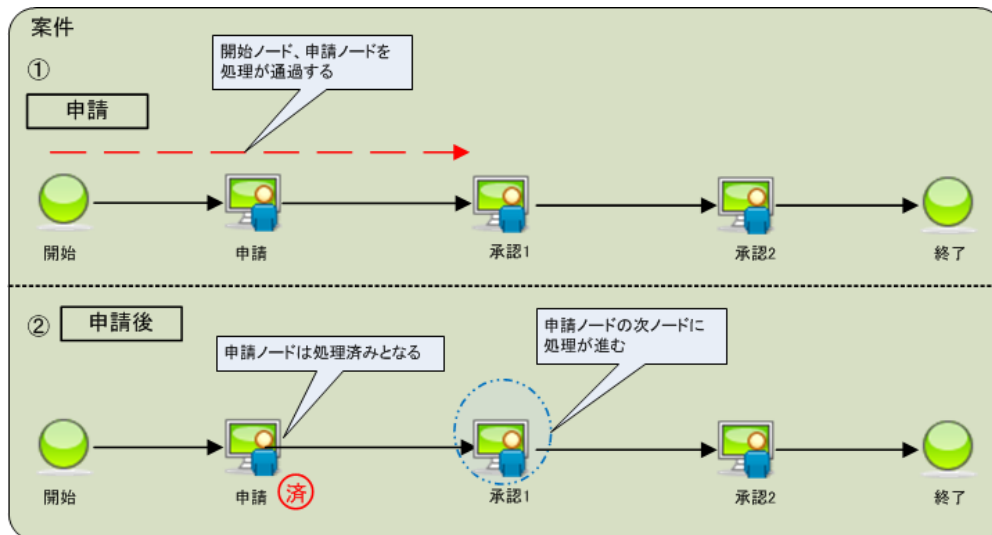 案件
①
開始ノード、申請ノードを
処理が通過する
申請
開始
申請
承認1
承認2
終了
②
申請後
申請ノードは処理済みとなる
申請ノードの次ノードに
処理が進む
開始
申請
済
承認1
承認2
終了